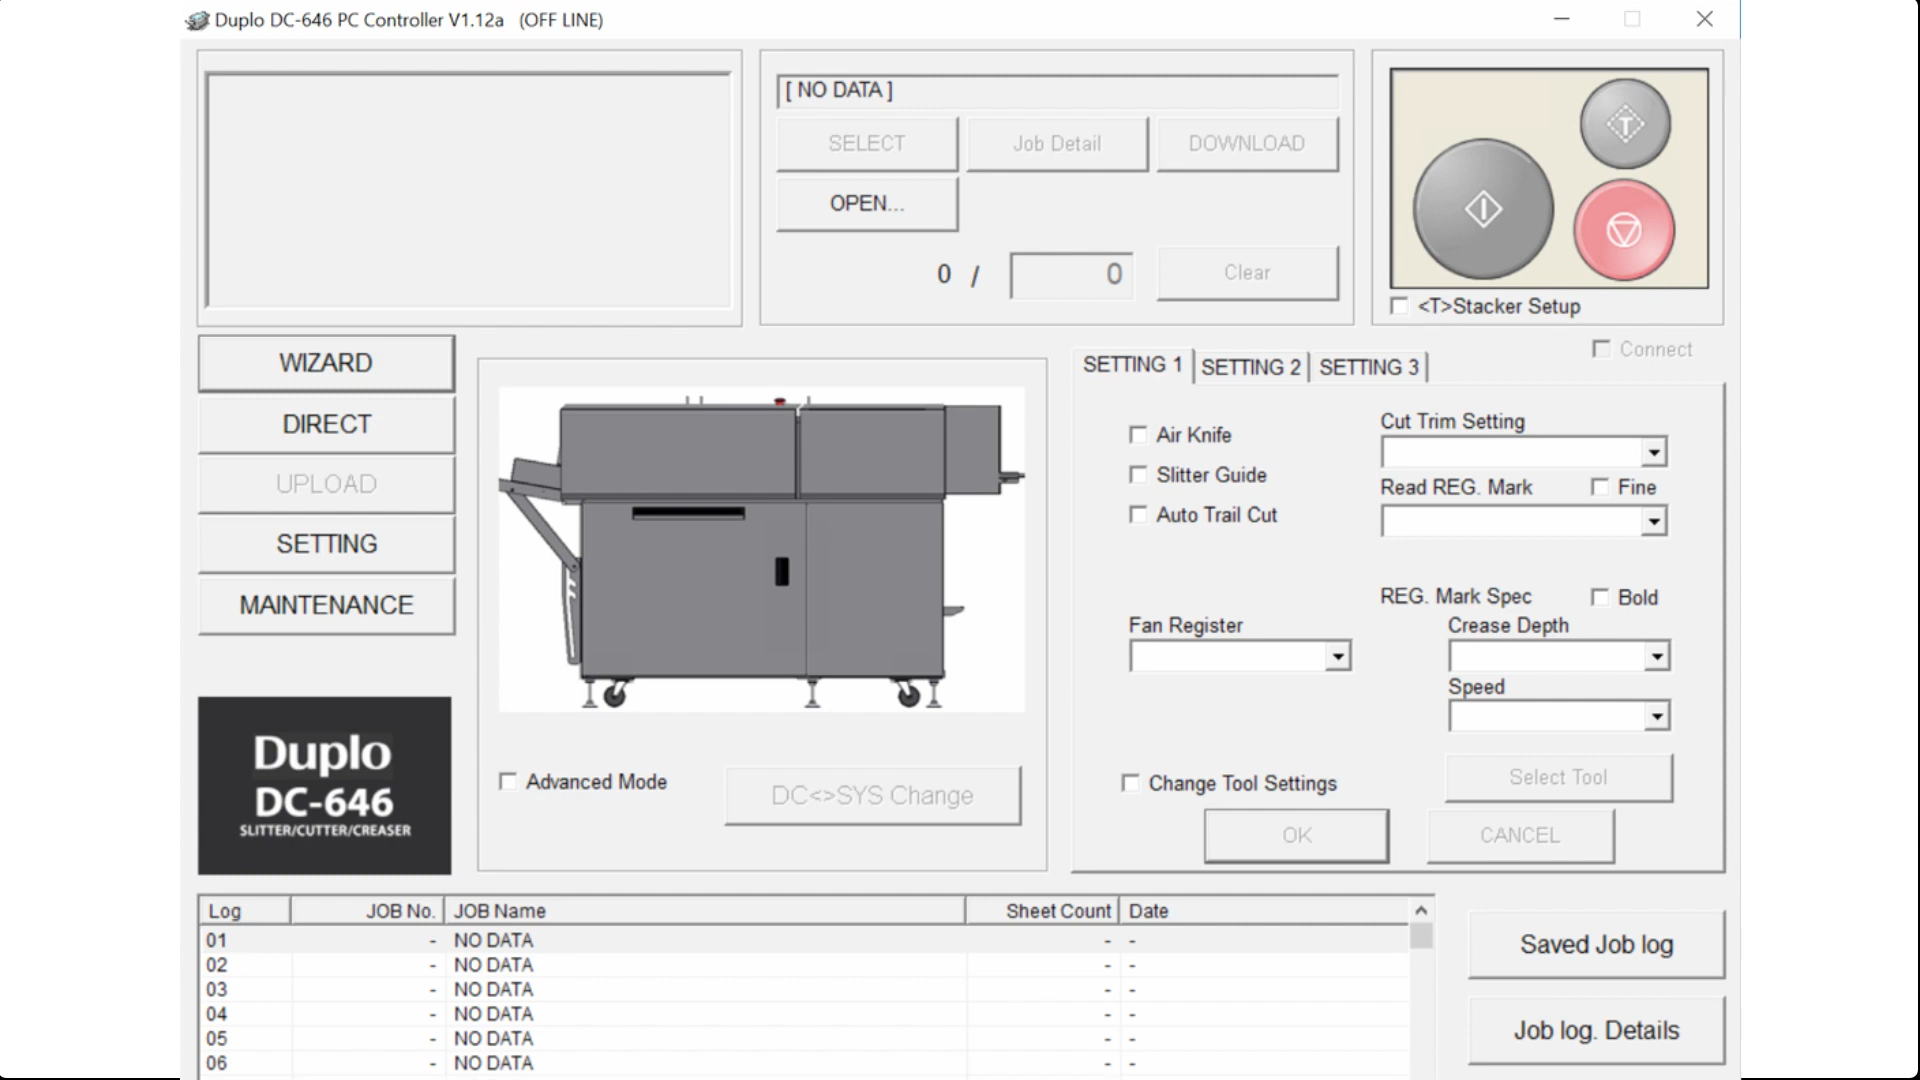 Duplo DC-646 PC Controller V1.12a (OFF LINE)
[ NO DATA ]
SELECT
Job Detail
DOWNLOAD
OPEN...
0 / 0
Clear
T
<T>Stacker Setup
Connect
WIZARD
DIRECT
UPLOAD
SETTING
MAINTENANCE
Duplo
DC-646
SLITTER/CUTTER/CREASER
Advanced Mode
DC<>SYS Change
SETTING 1
SETTING 2
SETTING 3
Air Knife
Slitter Guide
Auto Trail Cut
Cut Trim Setting
Read REG. Mark
Fine
REG. Mark Spec
Bold
Fan Register
Crease Depth
Speed
Change Tool Settings
Select Tool
OK
CANCEL
Log JOB No. JOB Name Sheet Count Date
01 - NO DATA - -
02 - NO DATA - -
03 - NO DATA - -
04 - NO DATA - -
05 - NO DATA - -
06 - NO DATA - -
Saved Job log
Job log. Details